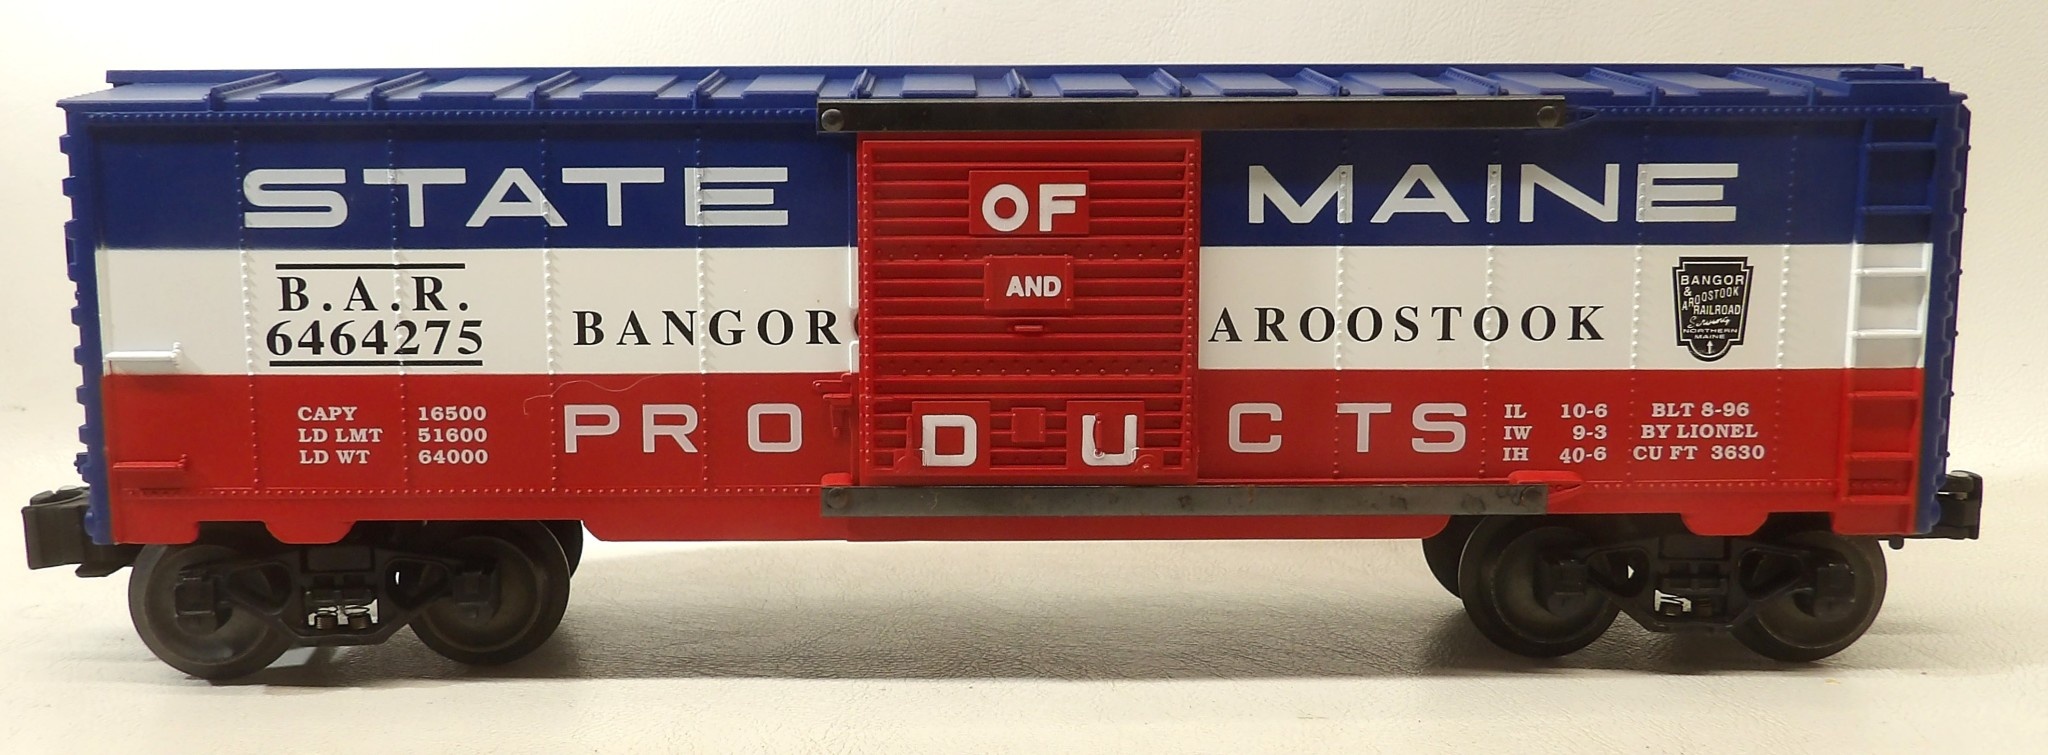 STATE OF MAINE
B.A.R.
6464275
BANGOR AND AROOSTOOK
BANGOR
&
AROOSTOOK
RAILROAD
Serving
NORTHERN
MAINE
PRODUCTS
CAPY 16500
LD LMT 51600
LD WT 64000
IL 10-6 BLT 8-96
IW 9-3 BY LIONEL
IH 40-6 CU FT 3630